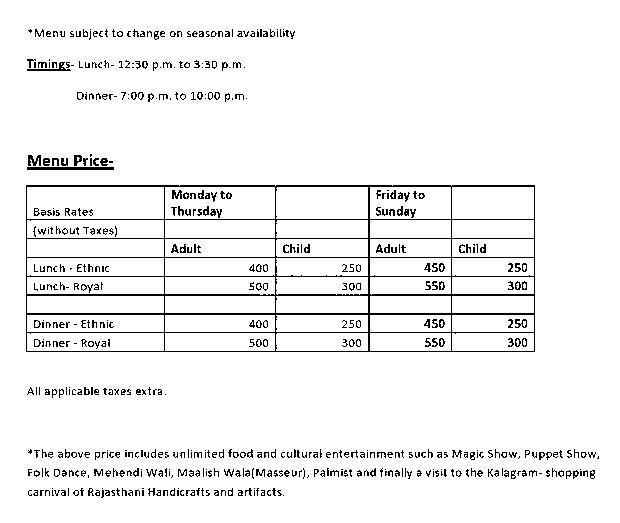 *Menu subject to change on seasonal availability
Timings- Lunch- 12:30 p.m. to 3:30 p.m.
Dinner- 7:00 p.m. to 10:00 p.m.
Menu Price-
Basis Rates Monday to Thursday Friday to Sunday
(without Taxes)
Adult Child Adult Child
Lunch - Ethnic 400 250 450 250
Lunch- Royal 500 300 550 300
Dinner - Ethnic 400 250 450 250
Dinner - Royal 500 300 550 300
All applicable taxes extra.
*The above price includes unlimited food and cultural entertainment such as Magic Show, Puppet Show,
Folk Dance, Mehendi Wali, Maalish Wala(Masseur), Palmist and finally a visit to the Kalagram- shopping
carnival of Rajasthani Handicrafts and artifacts.